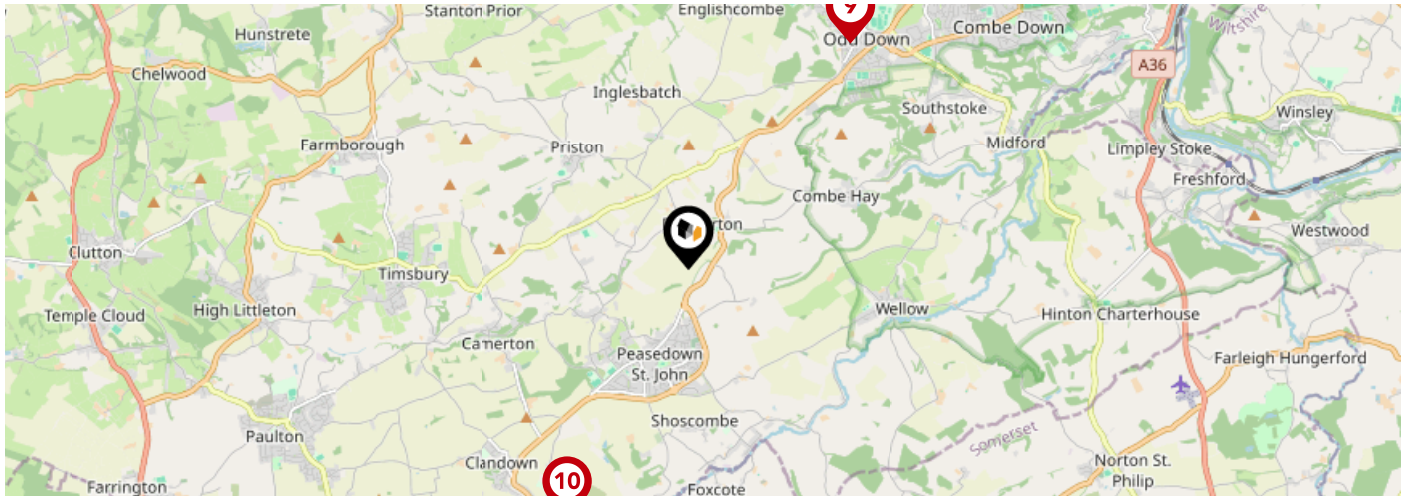 Stanton Prior
Englishcombe
9
Wiltshire
Hunstrete
Odd Down
Combe Down
Chelwood
A36
Inglesbatch
Southstoke
Winsley
Farmborough
Priston
Midford
Limpley Stoke
Freshford
Combe Hay
rton
Westwood
Clutton
Timsbury
Temple Cloud
High Littleton
Wellow
Hinton Charterhouse
Camerton
Peasedown
St. John
Farleigh Hungerford
Shoscombe
Paulton
Somerset
Clandown
10
Norton St.
Philip
Farrington
Foxcote